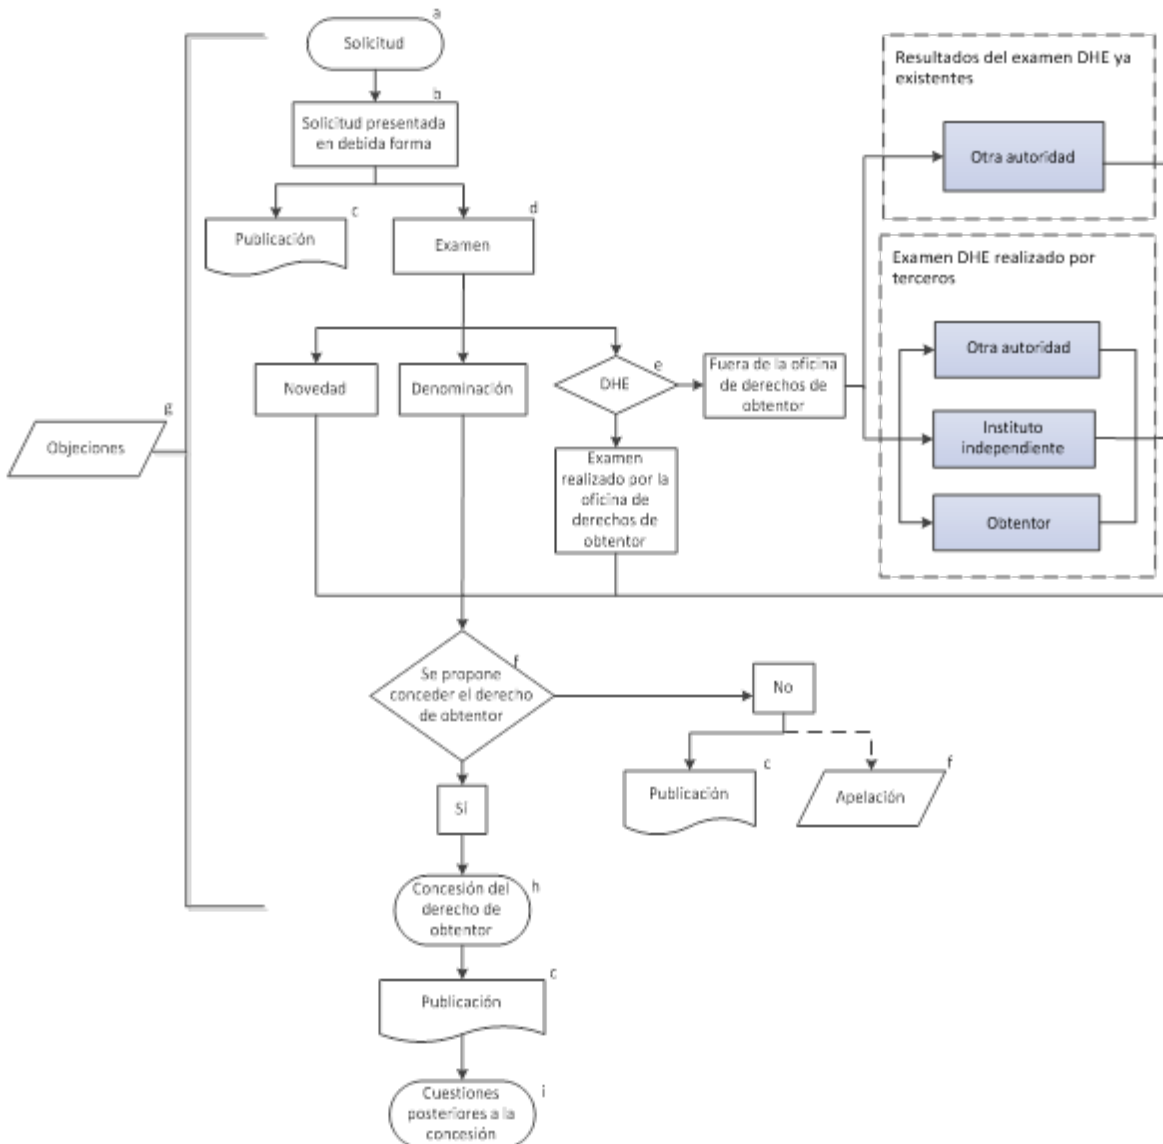 a
Solicitud
b
Solicitud presentada
en debida forma
c
Publicación
d
Examen
Novedad
Denominación
e
DHE
Fuera de la oficina
de derechos de
obtentor
Examen
realizado por la
oficina de
derechos de
obtentor
Resultados del examen DHE ya
existentes
Otra autoridad
Examen DHE realizado por
terceros
Otra autoridad
Instituto
independiente
Obtentor
g
Objeciones
f
Se propone
conceder el derecho
de obtentor
No
c
Publicación
f
Apelación
Sí
h
Concesión del
derecho de
obtentor
c
Publicación
i
Cuestiones
posteriores a la
concesión